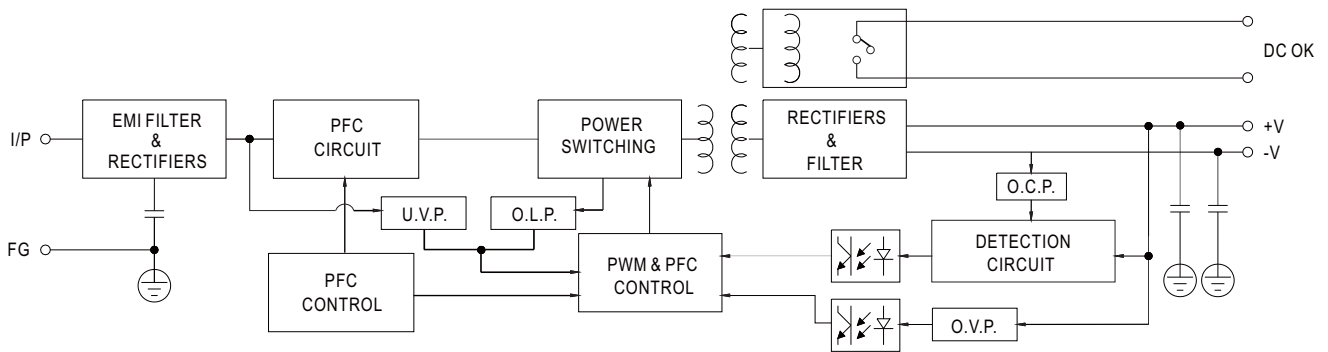 DC OK
I/P
EMI FILTER
&
RECTIFIERS
PFC
CIRCUIT
POWER
SWITCHING
RECTIFIERS
&
FILTER
+V
-V
U.V.P.
O.L.P.
O.C.P.
FG
PFC
CONTROL
PWM & PFC
CONTROL
DETECTION
CIRCUIT
O.V.P.